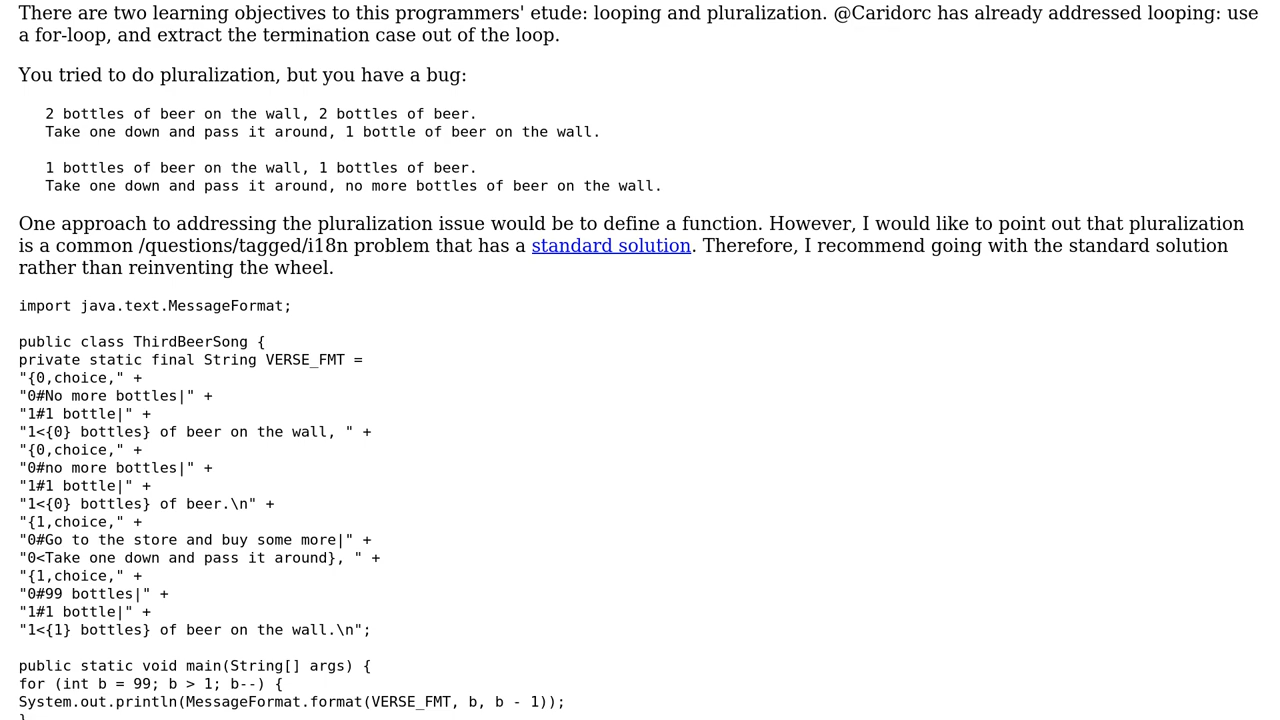 There are two learning objectives to this programmers' etude: looping and pluralization. @Caridorc has already addressed looping: use
a for-loop, and extract the termination case out of the loop.
You tried to do pluralization, but you have a bug:
2 bottles of beer on the wall, 2 bottles of beer.
Take one down and pass it around, 1 bottle of beer on the wall.
1 bottles of beer on the wall, 1 bottles of beer.
Take one down and pass it around, no more bottles of beer on the wall.
One approach to addressing the pluralization issue would be to define a function. However, I would like to point out that pluralization
is a common /questions/tagged/i18n problem that has a standard solution. Therefore, I recommend going with the standard solution
rather than reinventing the wheel.
import java.text.MessageFormat;
public class ThirdBeerSong {
private static final String VERSE_FMT =
"{0,choice," +
"0#No more bottles|" +
"1#1 bottle|" +
"1<{0} bottles} of beer on the wall, " +
"{0,choice," +
"0#no more bottles|" +
"1#1 bottle|" +
"1<{0} bottles} of beer.\n" +
"{1,choice," +
"0#Go to the store and buy some more|" +
"0<Take one down and pass it around}, " +
"{1,choice," +
"0#99 bottles|" +
"1#1 bottle|" +
"1<{1} bottles} of beer on the wall.\n";
public static void main(String[] args) {
for (int b = 99; b > 1; b--) {
System.out.println(MessageFormat.format(VERSE_FMT, b, b - 1));
}